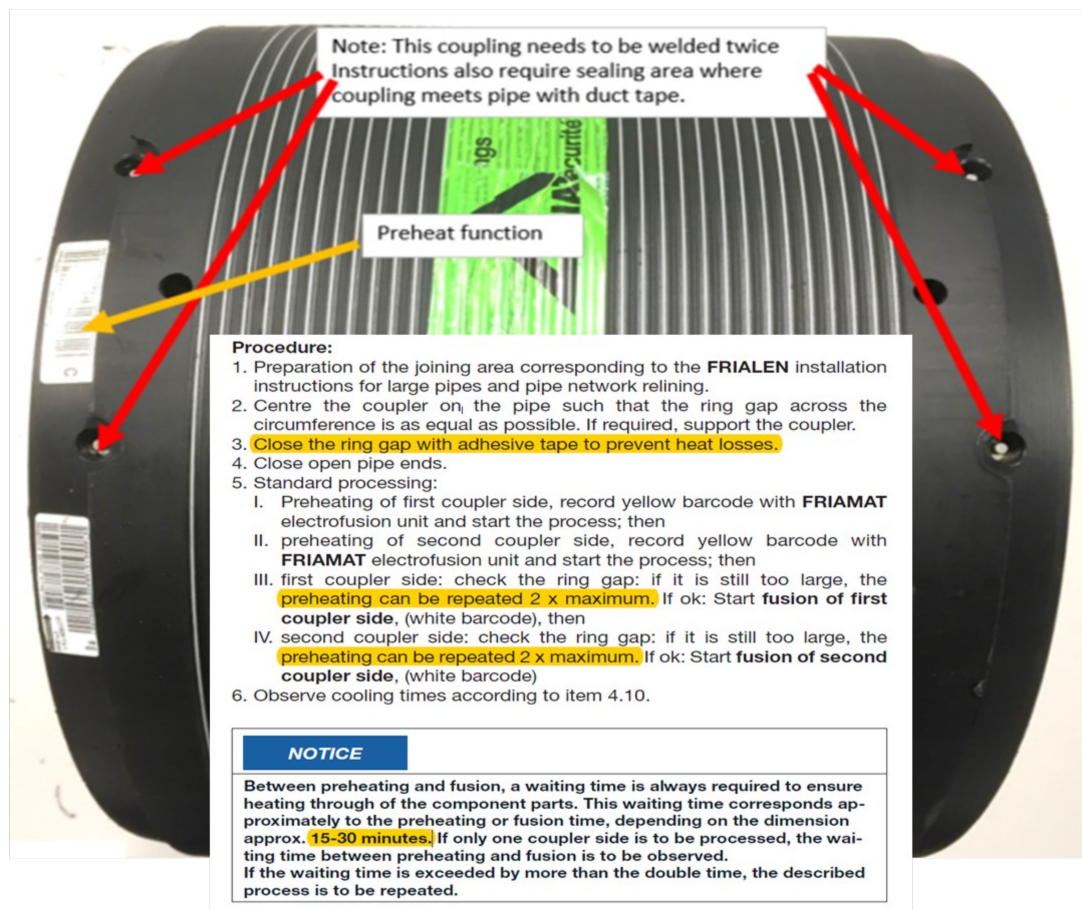 Note: This coupling needs to be welded twice
Instructions also require sealing area where
coupling meets pipe with duct tape.
ngs
écurité
Preheat function
C
Procedure:
1. Preparation of the joining area corresponding to the FRIALEN installation
instructions for large pipes and pipe network relining.
2. Centre the coupler on the pipe such that the ring gap across the
circumference is as equal as possible. If required, support the coupler.
3. Close the ring gap with adhesive tape to prevent heat losses.
4. Close open pipe ends.
5. Standard processing:
I. Preheating of first coupler side, record yellow barcode with FRIAMAT
electrofusion unit and start the process; then
II. preheating of second coupler side, record yellow barcode with
FRIAMAT electrofusion unit and start the process; then
III. first coupler side: check the ring gap: if it is still too large, the
preheating can be repeated 2 x maximum. If ok: Start fusion of first
coupler side, (white barcode), then
IV. second coupler side: check the ring gap: if it is still too large, the
preheating can be repeated 2 x maximum. If ok: Start fusion of second
coupler side, (white barcode)
6. Observe cooling times according to item 4.10.
NOTICE
Between preheating and fusion, a waiting time is always required to ensure
heating through of the component parts. This waiting time corresponds ap-
proximately to the preheating or fusion time, depending on the dimension
approx. 15-30 minutes. If only one coupler side is to be processed, the wai-
ting time between preheating and fusion is to be observed.
If the waiting time is exceeded by more than the double time, the described
process is to be repeated.